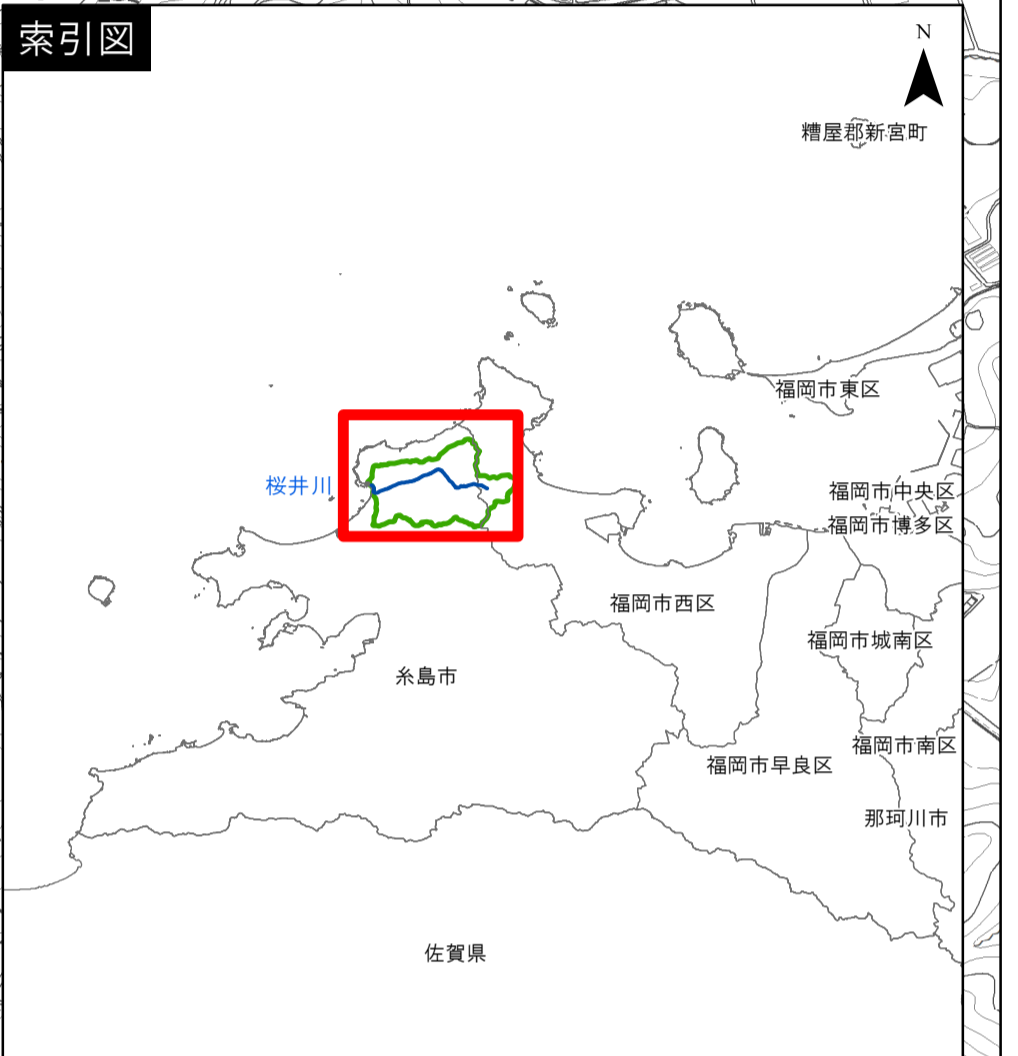 索引図
N
糟屋郡新宮町
福岡市東区
桜井川
福岡市中央区
福岡市博多区
福岡市西区
福岡市城南区
糸島市
福岡市南区
福岡市早良区
那珂川市
佐賀県